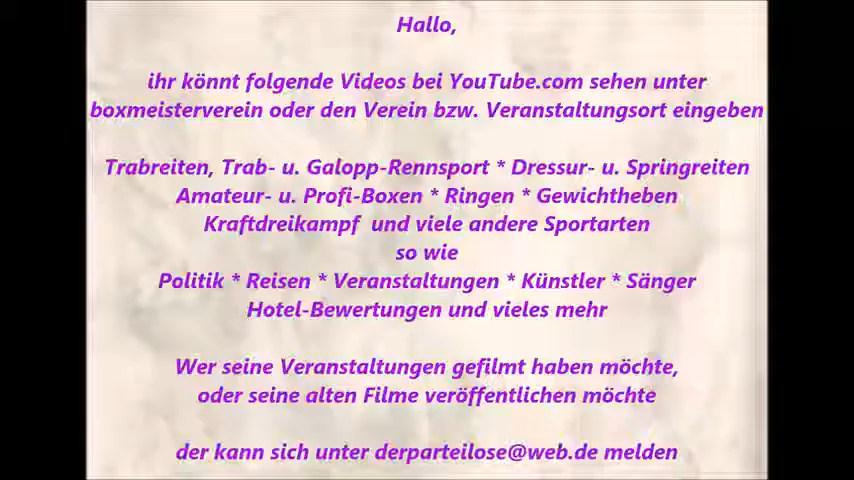 Hallo,
ihr könnt folgende Videos bei YouTube.com sehen unter
boxmeisterverein oder den Verein bzw. Veranstaltungsort eingeben
Trabreiten, Trab- u. Galopp-Rennsport * Dressur- u. Springreiten
Amateur- u. Profi-Boxen * Ringen * Gewichtheben
Kraftdreikampf und viele andere Sportarten
so wie
Politik * Reisen * Veranstaltungen * Künstler * Sänger
Hotel-Bewertungen und vieles mehr
Wer seine Veranstaltungen gefilmt haben möchte,
oder seine alten Filme veröffentlichen möchte
der kann sich unter derparteilose@web.de melden